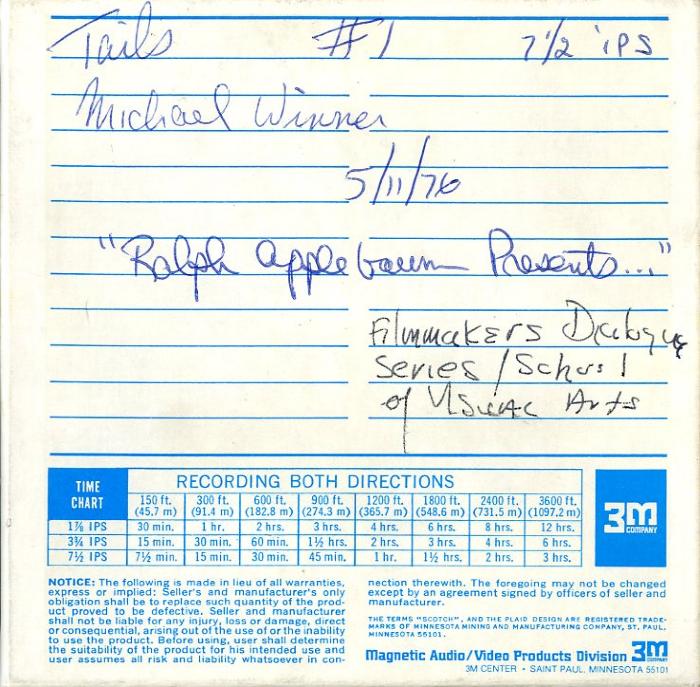 Tails #1 7 1/2 iPS
Michael Winner
5/11/76
"Ralph Applebaum Presents..."
Filmmakers Dialogue
Series / School
of Visual Arts
TIME CHART RECORDING BOTH DIRECTIONS
150 ft. (45.7 m) 300 ft. (91.4 m) 600 ft. (182.8 m) 900 ft. (274.3 m) 1200 ft. (365.7 m) 1800 ft. (548.6 m) 2400 ft. (731.5 m) 3600 ft. (1097.2 m)
1⅞ IPS 30 min. 1 hr. 2 hrs. 3 hrs. 4 hrs. 6 hrs. 8 hrs. 12 hrs.
3¾ IPS 15 min. 30 min. 60 min. 1½ hrs. 2 hrs. 3 hrs. 4 hrs. 6 hrs.
7½ IPS 7½ min. 15 min. 30 min. 45 min. 1 hr. 1½ hrs. 2 hrs. 3 hrs.
3M COMPANY
NOTICE: The following is made in lieu of all warranties,
express or implied: Seller's and manufacturer's only
obligation shall be to replace such quantity of the prod-
uct proved to be defective. Seller and manufacturer
shall not be liable for any injury, loss or damage, direct
or consequential, arising out of the use of or the inability
to use the product. Before using, user shall determine
the suitability of the product for his intended use and
user assumes all risk and liability whatsoever in con-
nection therewith. The foregoing may not be changed
except by an agreement signed by officers of seller and
manufacturer.
THE TERMS "SCOTCH", AND THE PLAID DESIGN ARE REGISTERED TRADE-
MARKS OF MINNESOTA MINING AND MANUFACTURING COMPANY, ST. PAUL,
MINNESOTA 55101.
Magnetic Audio/Video Products Division 3M COMPANY
3M CENTER • SAINT PAUL, MINNESOTA 55101